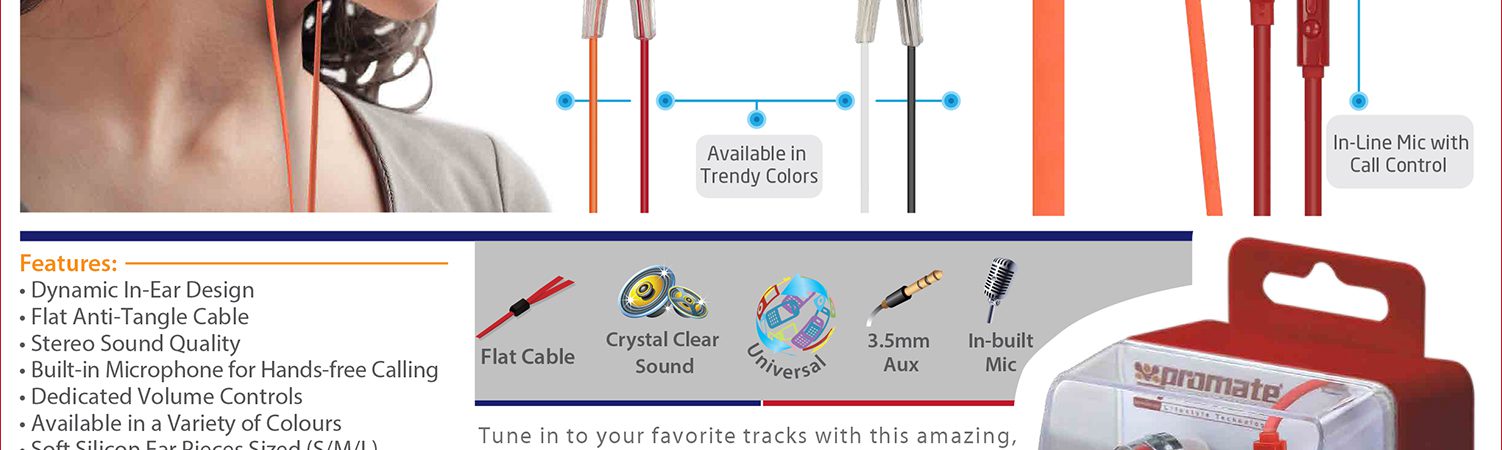 Available in
Trendy Colors
In-Line Mic with
Call Control
Features:
• Dynamic In-Ear Design
• Flat Anti-Tangle Cable
• Stereo Sound Quality
• Built-in Microphone for Hands-free Calling
• Dedicated Volume Controls
• Available in a Variety of Colours
• Soft Silicon Ear Pieces Sized (S/M/L)
Flat Cable
Crystal Clear
Sound
Universal
3.5mm
Aux
In-built
Mic
Tune in to your favorite tracks with this amazing,
promate
Lifestyle Technology